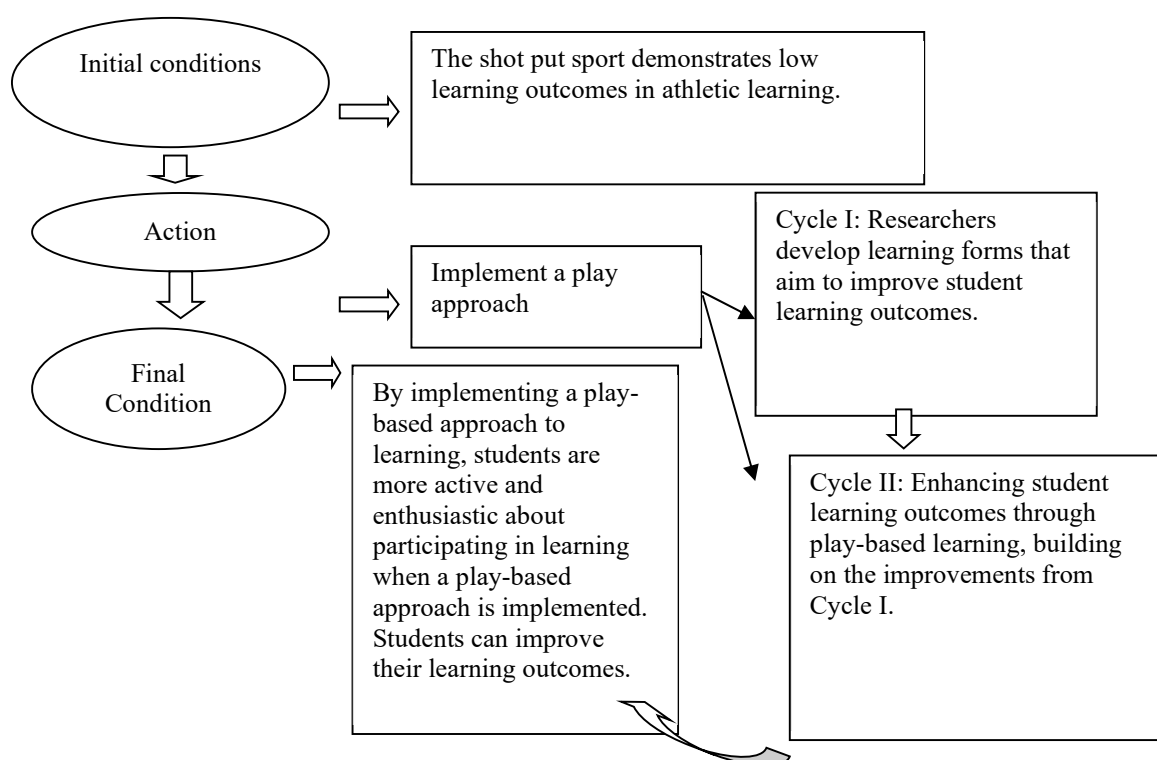 Initial conditions
The shot put sport demonstrates low
learning outcomes in athletic learning.
Action
Implement a play
approach
Cycle I: Researchers
develop learning forms that
aim to improve student
learning outcomes.
Final
Condition
By implementing a play-
based approach to
learning, students are
more active and
enthusiastic about
participating in learning
when a play-based
approach is implemented.
Students can improve
their learning outcomes.
Cycle II: Enhancing student
learning outcomes through
play-based learning, building
on the improvements from
Cycle I.